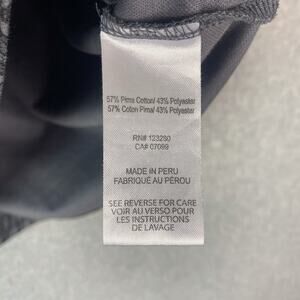 57% Pima Cotton/ 43% Polyester
57% Coton Pima/ 43% Polyester
RN# 123280
CA# 07099
MADE IN PERU
FABRIQUÉ AU PÉROU
SEE REVERSE FOR CARE
VOIR AU VERSO POUR
LES INSTRUCTIONS
DE LAVAGE